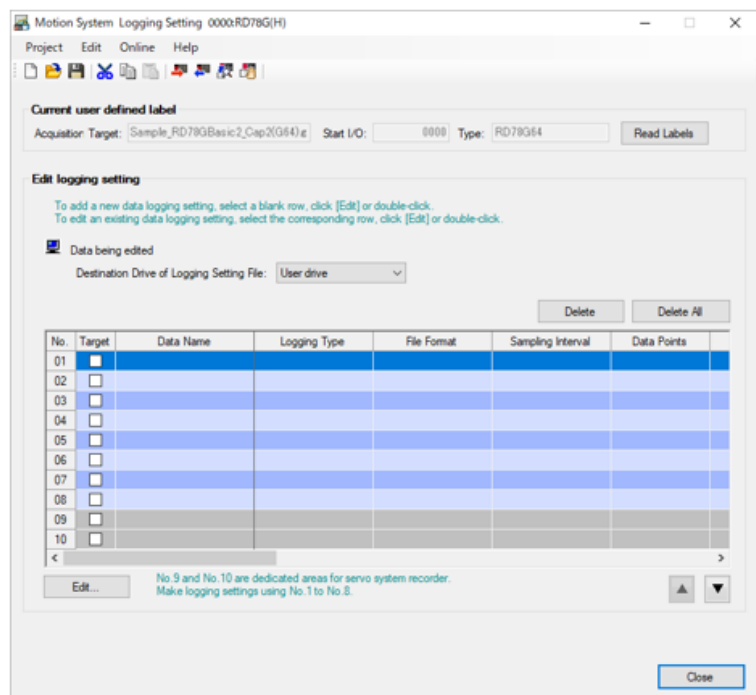 Motion System Logging Setting 0000:RD78G(H)
Project Edit Online Help
Current user defined label
Acquisition Target: Sample_RD78GBasic2_Cap2(G64) Start I/O: 0000 Type: RD78G64 Read Labels
Edit logging setting
To add a new data logging setting, select a blank row, click [Edit] or double-click.
To edit an existing data logging setting, select the corresponding row, click [Edit] or double-click.
Data being edited
Destination Drive of Logging Setting File: User drive
Delete Delete All
No. Target Data Name Logging Type File Format Sampling Interval Data Points
01
02
03
04
05
06
07
08
09
10
Edit... No.9 and No.10 are dedicated areas for servo system recorder.
Make logging settings using No.1 to No.8.
Close